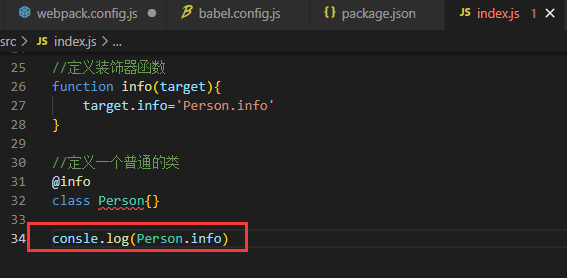 webpack.config.js babel.config.js package.json JS index.js 1
src > JS index.js > ...
25 //定义装饰器函数
26 function info(target){
27 target.info='Person.info'
28 }
29
30 //定义一个普通的类
31 @info
32 class Person{}
33
34 consle.log(Person.info)